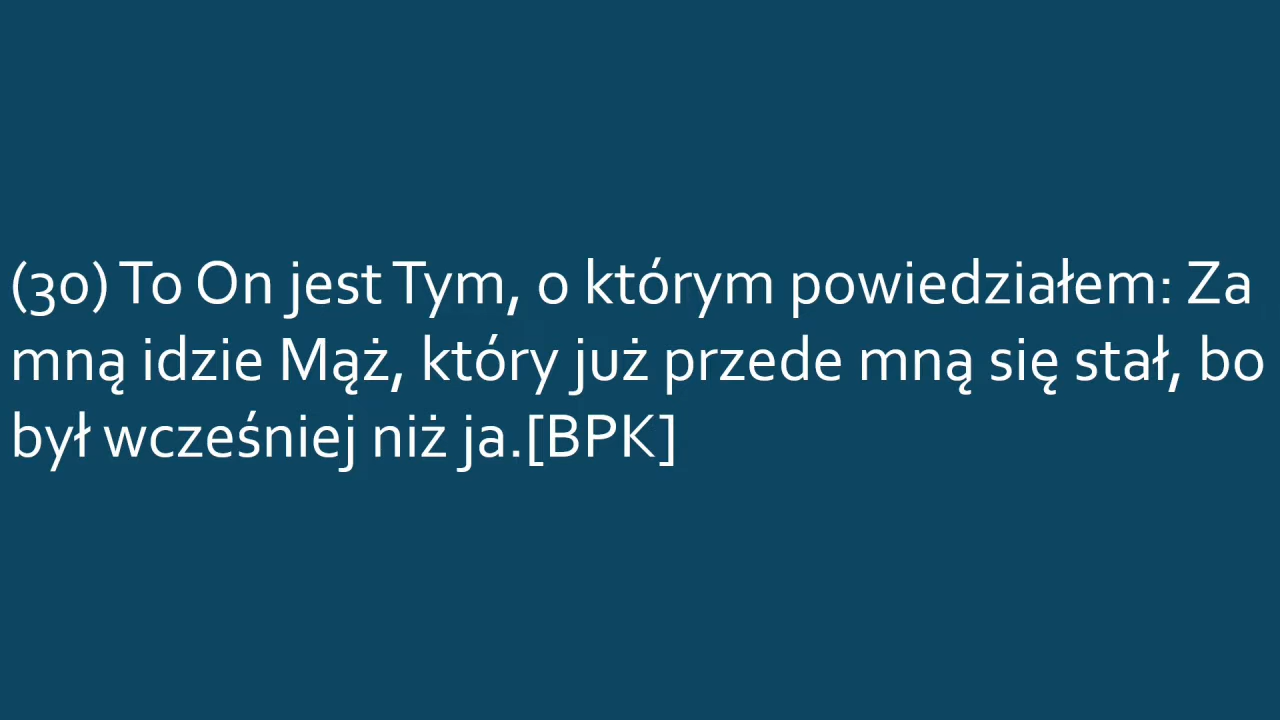 (30) To On jest Tym, o którym powiedziałem: Za
mną idzie Mąż, który już przede mną się stał, bo
był wcześniej niż ja.[BPK]